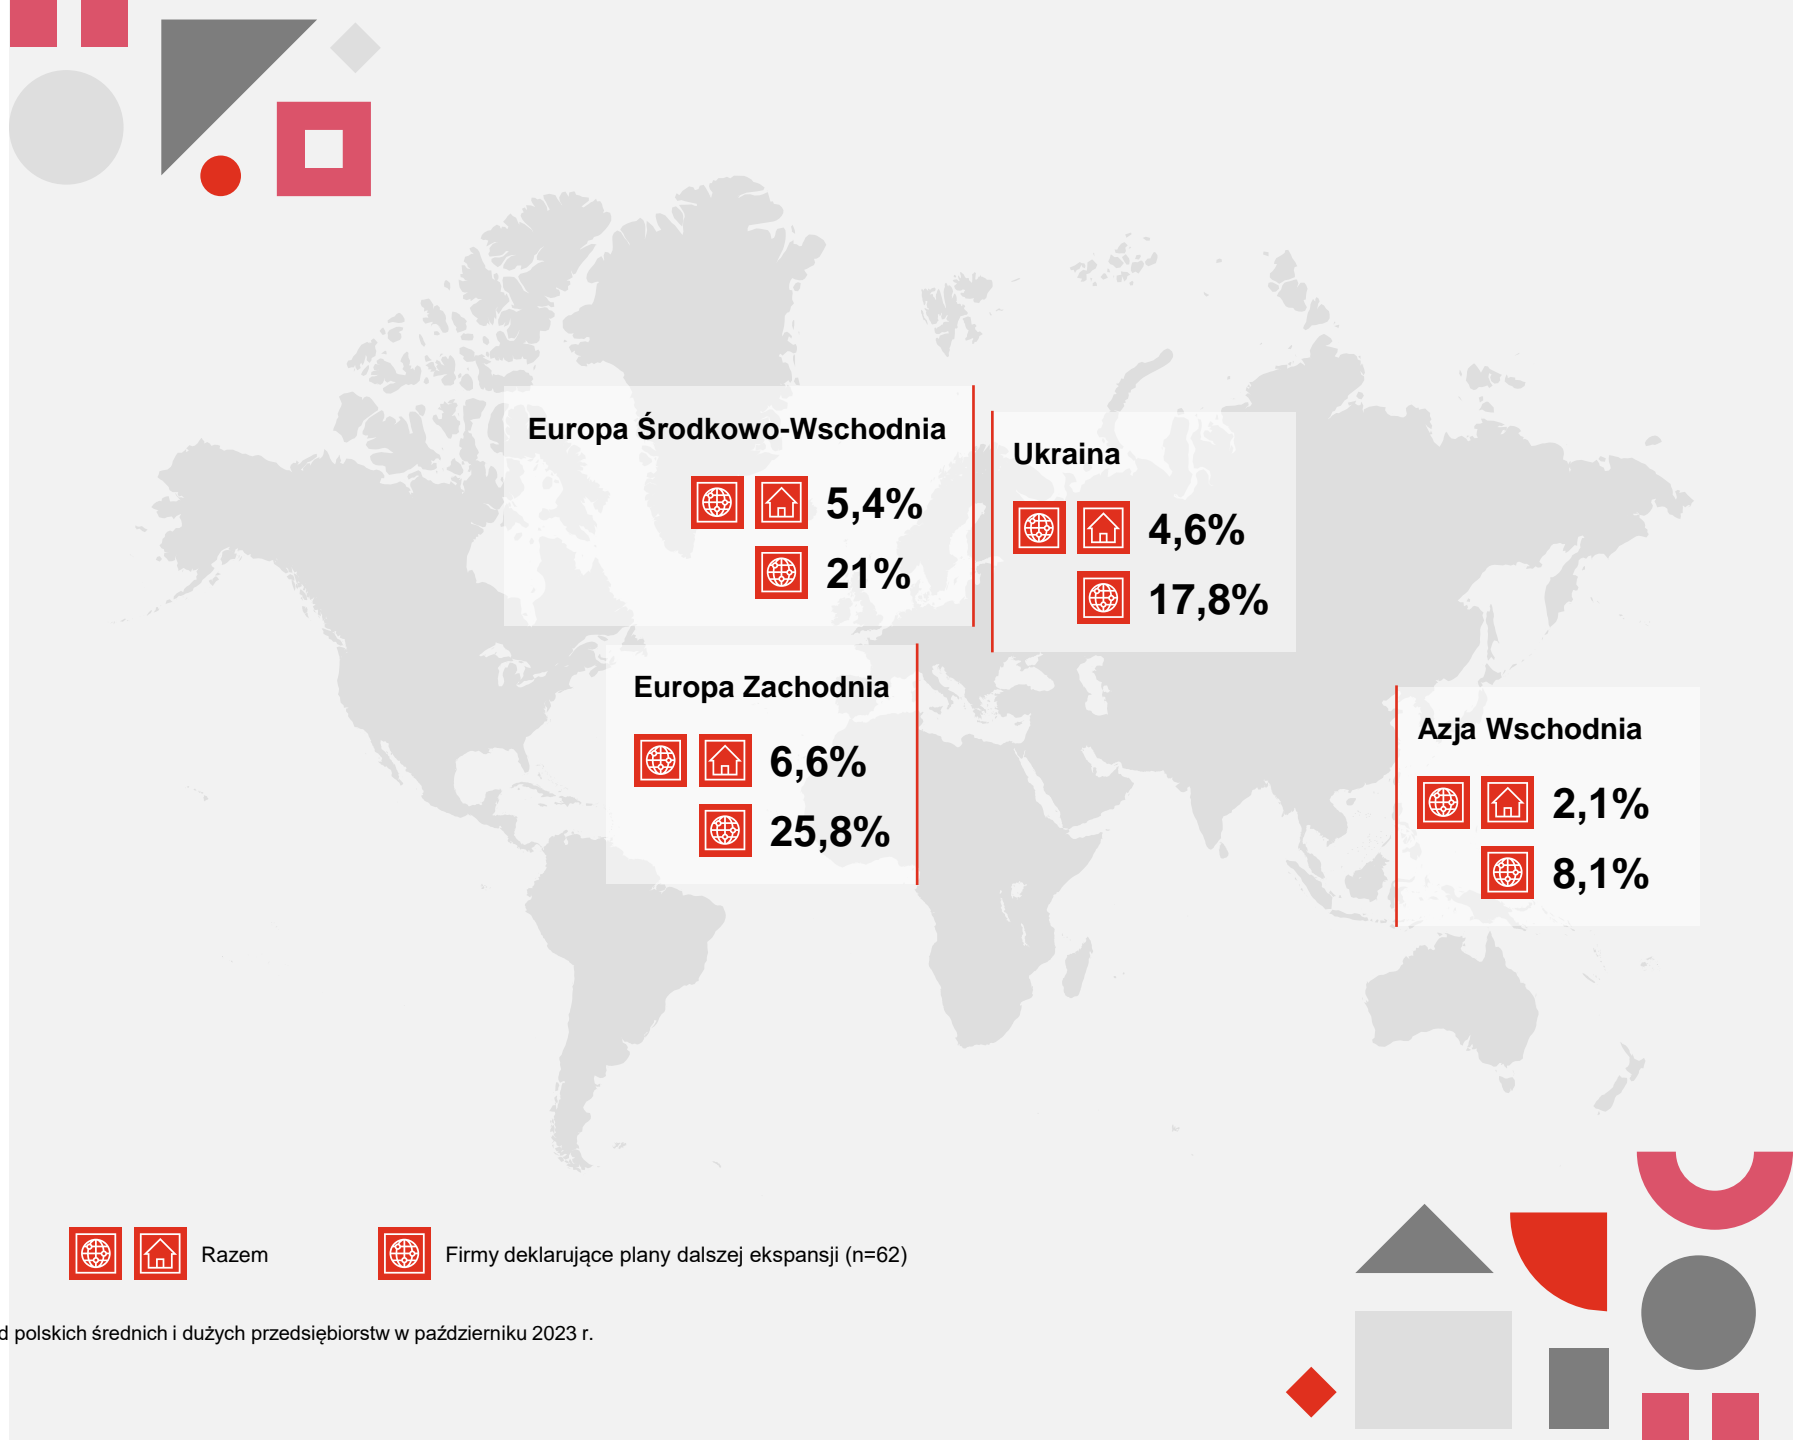 Europa Środkowo-Wschodnia
5,4%
21%
Ukraina
4,6%
17,8%
Europa Zachodnia
6,6%
25,8%
Azja Wschodnia
2,1%
8,1%
Razem
Firmy deklarujące plany dalszej ekspansji (n=62)
polskich średnich i dużych przedsiębiorstw w październiku 2023 r.